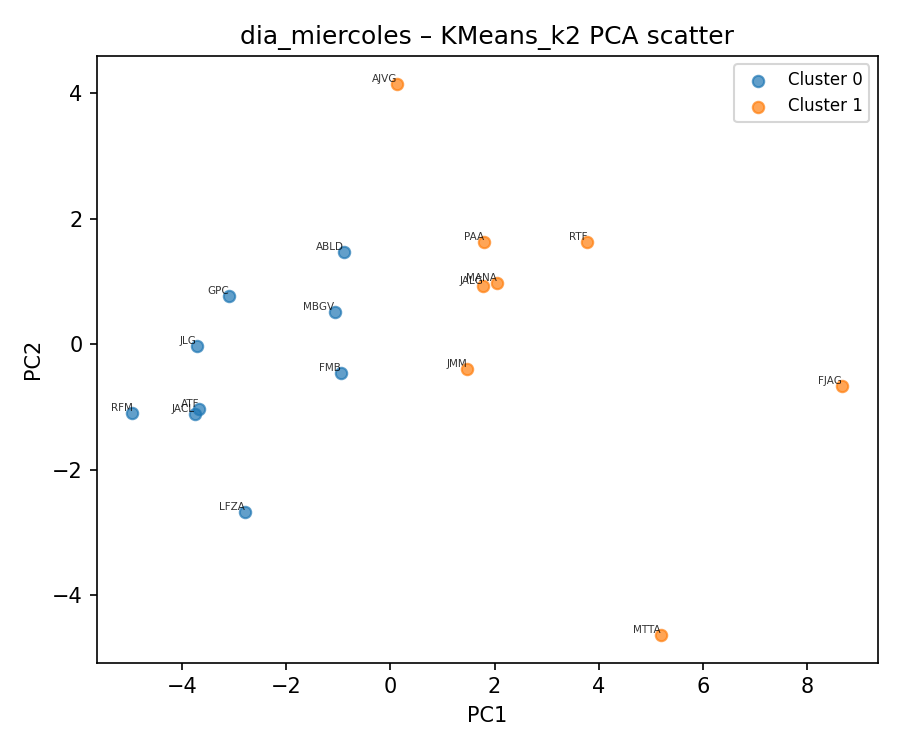 dia_miercoles – KMeans_k2 PCA scatter
Cluster 0
Cluster 1
AJVG
PAA
RTF
ABLD
MANA
JALG
GPC
MBGV
JLG
JMM
FMB
FJAG
ATF
JACL
RFM
LFZA
MTTA
4
2
0
−2
−4
PC2
−4
−2
0
2
4
6
8
PC1